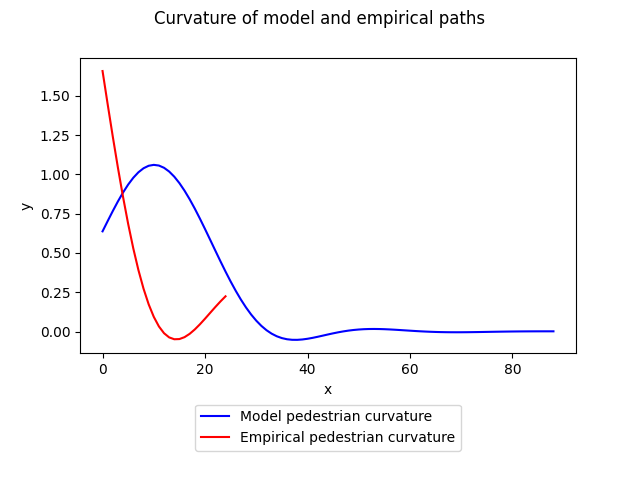 Curvature of model and empirical paths
1.50
1.25
1.00
0.75
0.50
0.25
0.00
y
0 20 40 60 80
x
Model pedestrian curvature
Empirical pedestrian curvature